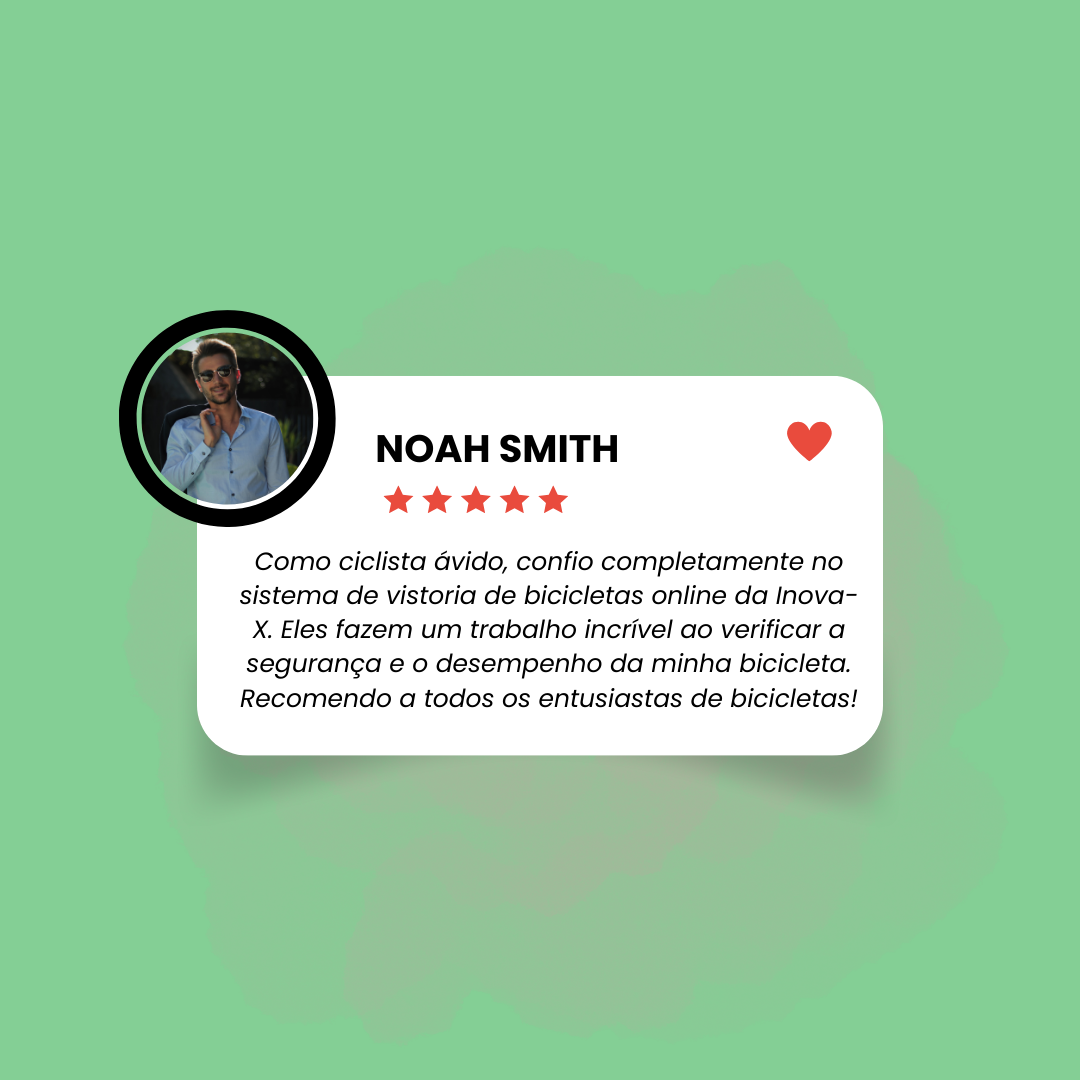 NOAH SMITH
Como ciclista ávido, confio completamente no
sistema de vistoria de bicicletas online da Inova-
X. Eles fazem um trabalho incrível ao verificar a
segurança e o desempenho da minha bicicleta.
Recomendo a todos os entusiastas de bicicletas!